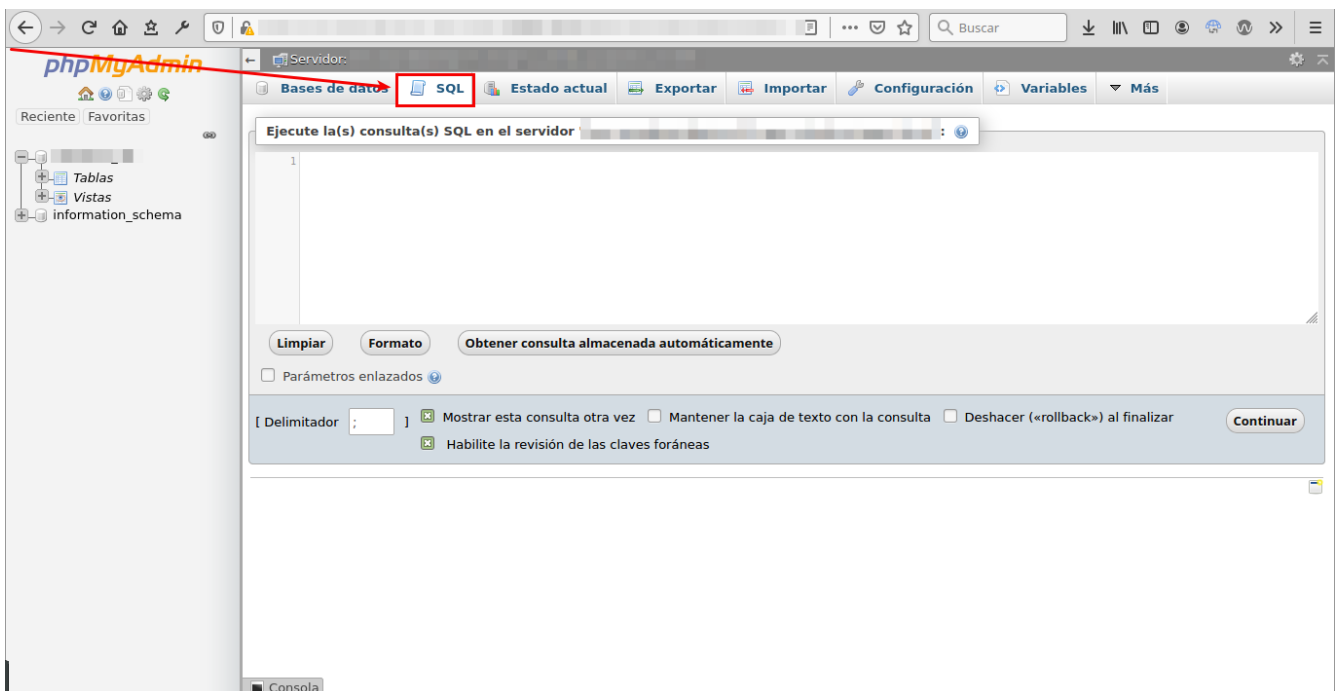 Buscar
phpMyAdmin
Reciente Favoritas
Tablas
Vistas
information_schema
Servidor:
Bases de datos SQL Estado actual Exportar Importar Configuración Variables Más
Ejecute la(s) consulta(s) SQL en el servidor :
1
Limpiar Formato Obtener consulta almacenada automáticamente
Parámetros enlazados
[ Delimitador ; ] Mostrar esta consulta otra vez Mantener la caja de texto con la consulta Deshacer («rollback») al finalizar Continuar
Habilite la revisión de las claves foráneas
Consola